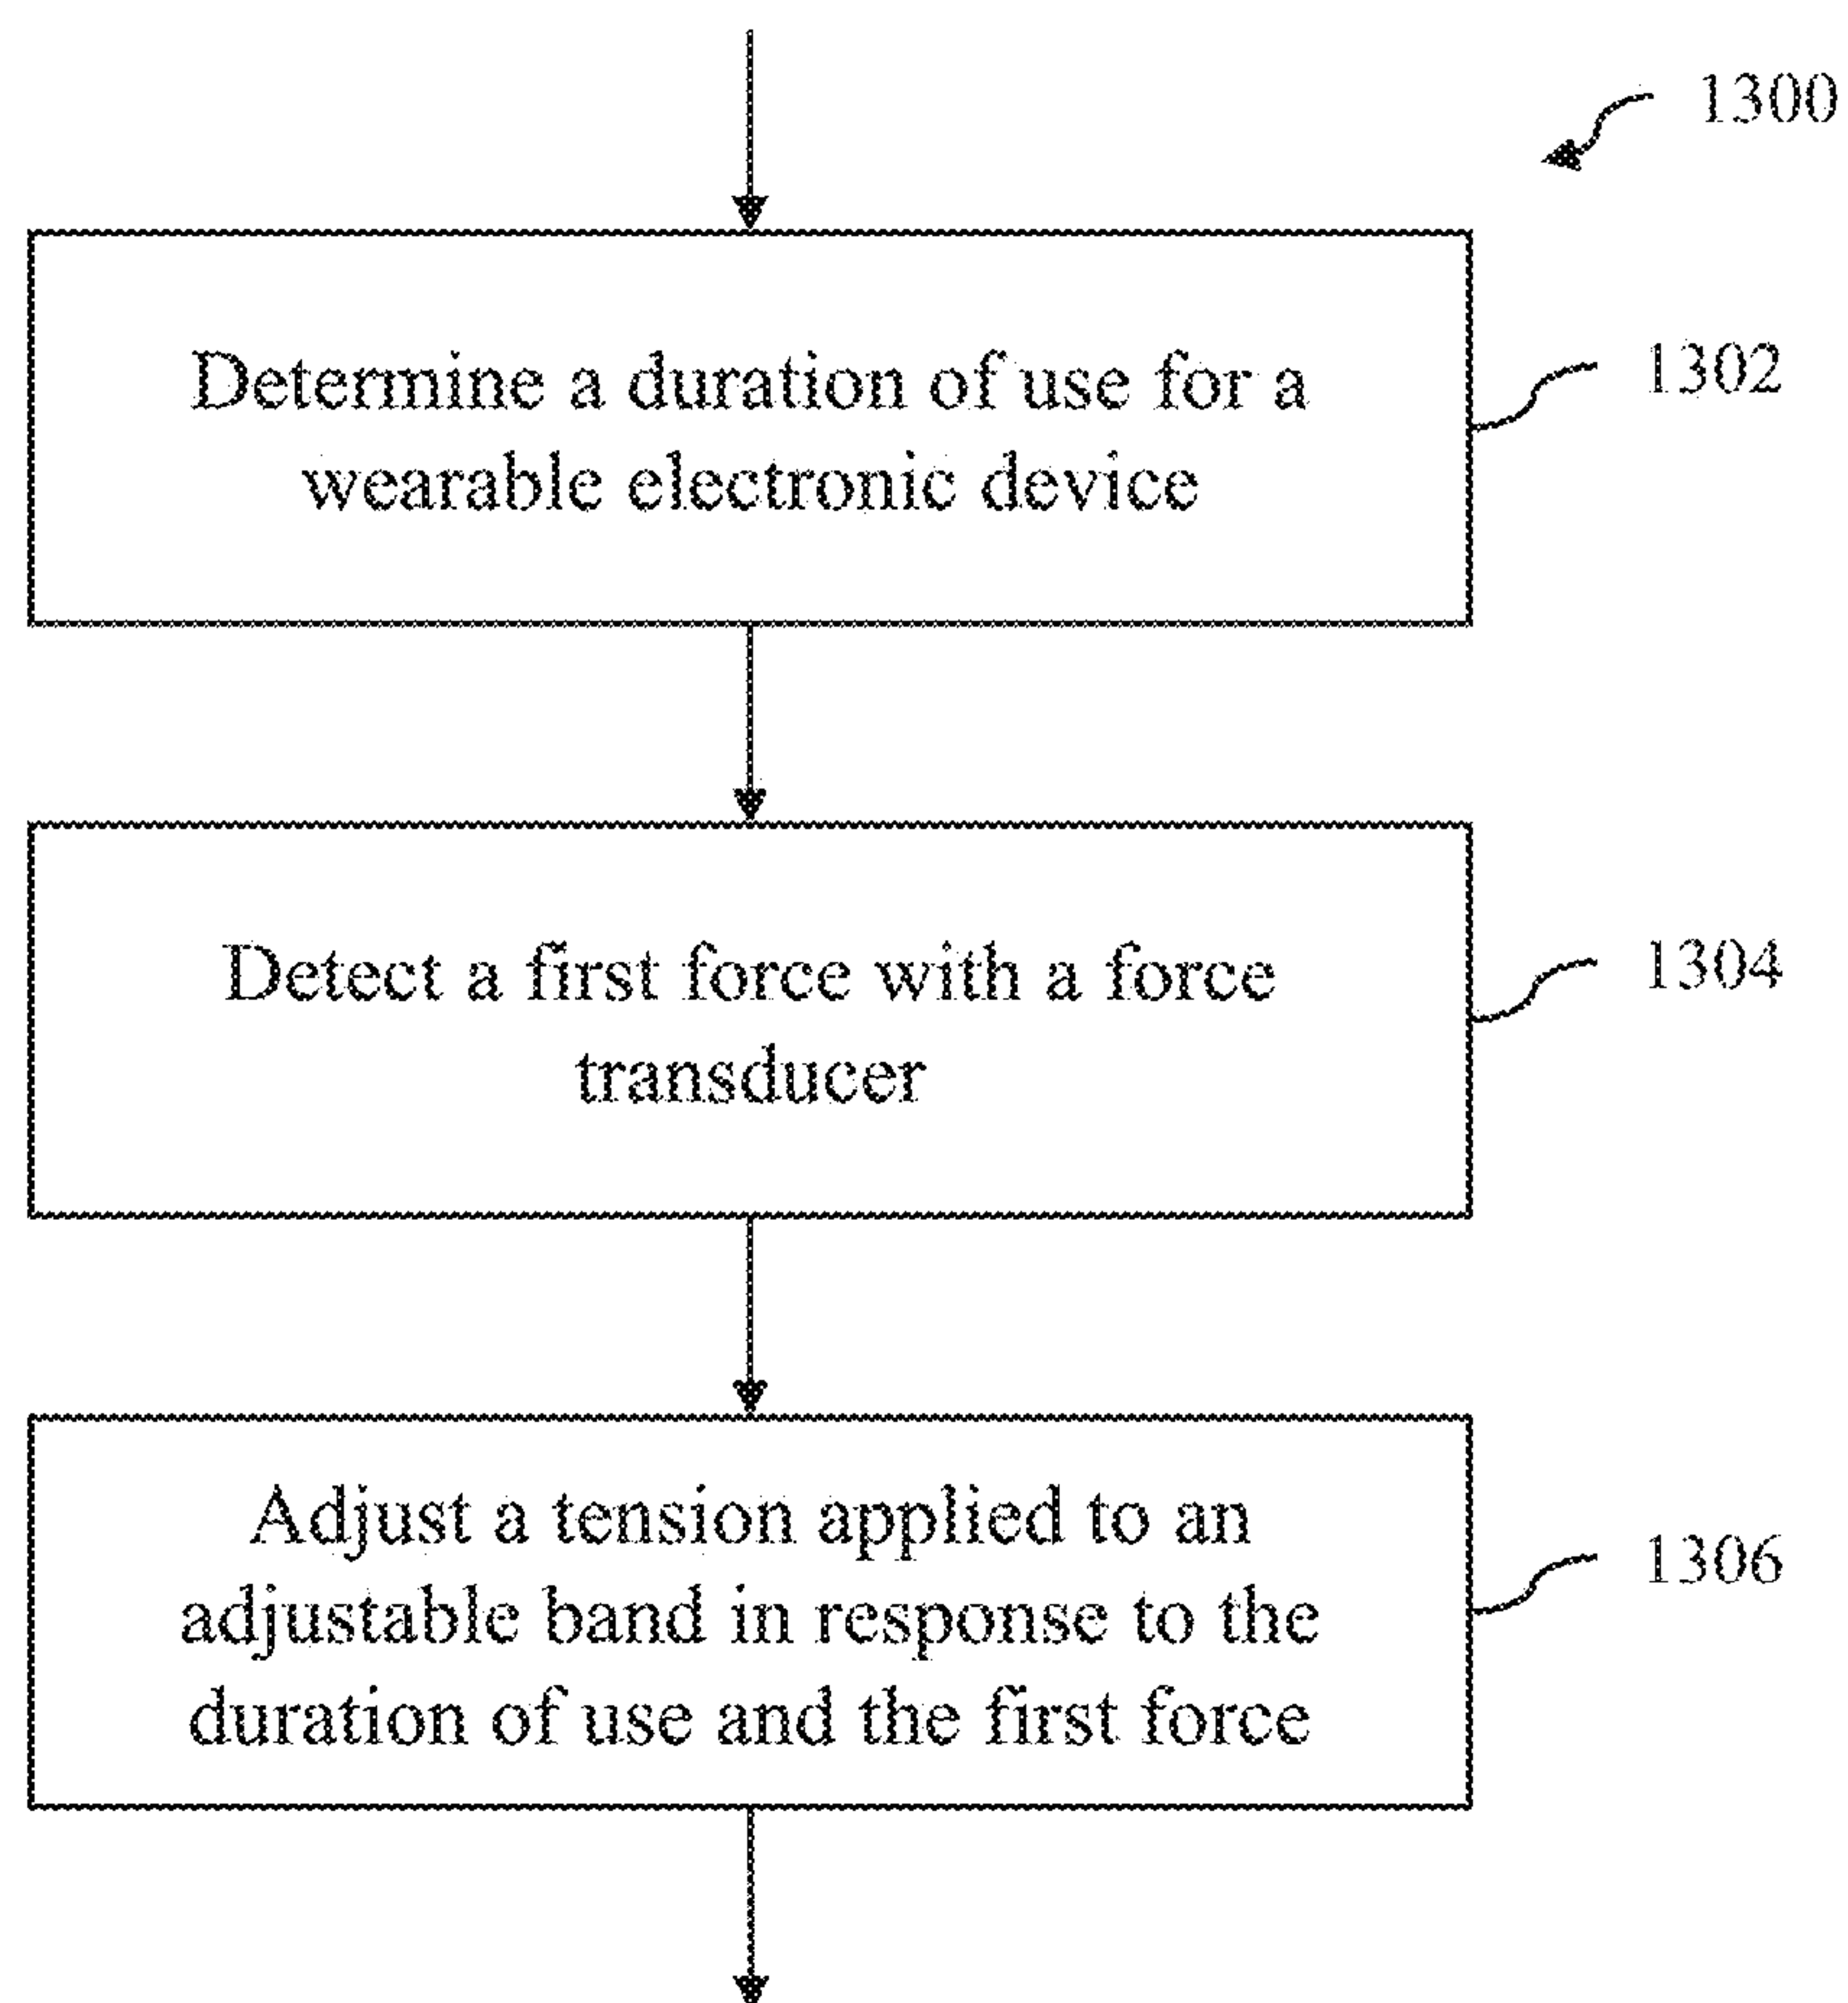 1300
Determine a duration of use for a
wearable electronic device
1302
Detect a first force with a force
transducer
1304
Adjust a tension applied to an
adjustable band in response to the
duration of use and the first force
1306